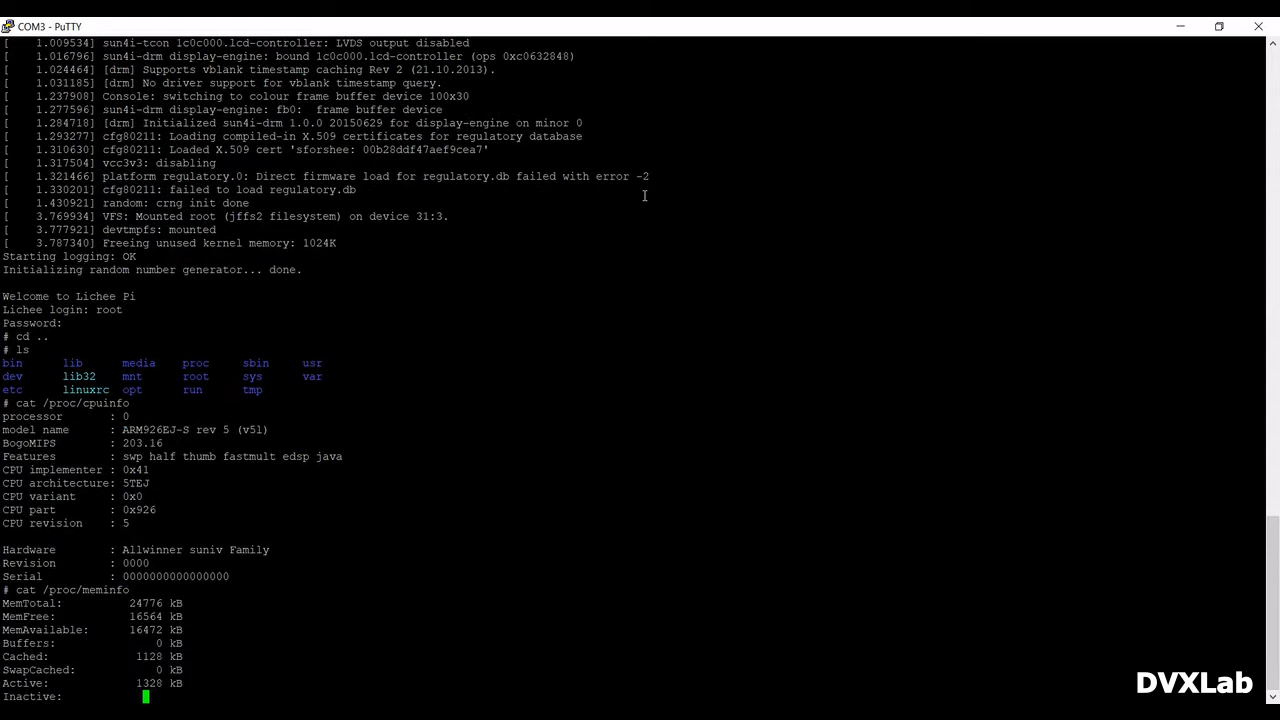 COM3 - PuTTY
[    1.009534] sun4i-tcon 1c0c000.lcd-controller: LVDS output disabled
[    1.016796] sun4i-drm display-engine: bound 1c0c000.lcd-controller (ops 0xc0632848)
[    1.024464] [drm] Supports vblank timestamp caching Rev 2 (21.10.2013).
[    1.031185] [drm] No driver support for vblank timestamp query.
[    1.237908] Console: switching to colour frame buffer device 100x30
[    1.277596] sun4i-drm display-engine: fb0:  frame buffer device
[    1.284718] [drm] Initialized sun4i-drm 1.0.0 20150629 for display-engine on minor 0
[    1.293277] cfg80211: Loading compiled-in X.509 certificates for regulatory database
[    1.310630] cfg80211: Loaded X.509 cert 'sforshee: 00b28ddf47aef9cea7'
[    1.317504] vcc3v3: disabling
[    1.321466] platform regulatory.0: Direct firmware load for regulatory.db failed with error -2
[    1.330201] cfg80211: failed to load regulatory.db
[    1.430921] random: crng init done
[    3.769934] VFS: Mounted root (jffs2 filesystem) on device 31:3.
[    3.777921] devtmpfs: mounted
[    3.787340] Freeing unused kernel memory: 1024K
Starting logging: OK
Initializing random number generator... done.
Welcome to Lichee Pi
Lichee login: root
Password:
# cd ..
# ls
bin      lib      media    proc     sbin     usr
dev      lib32    mnt      root     sys      var
etc      linuxrc  opt      run      tmp
# cat /proc/cpuinfo
processor       : 0
model name      : ARM926EJ-S rev 5 (v5l)
BogoMIPS        : 203.16
Features        : swp half thumb fastmult edsp java
CPU implementer : 0x41
CPU architecture: 5TEJ
CPU variant     : 0x0
CPU part        : 0x926
CPU revision    : 5
Hardware        : Allwinner suniv Family
Revision        : 0000
Serial          : 0000000000000000
# cat /proc/meminfo
MemTotal:          24776 kB
MemFree:           16564 kB
MemAvailable:      16472 kB
Buffers:               0 kB
Cached:             1128 kB
SwapCached:            0 kB
Active:             1328 kB
Inactive:
DVXLab